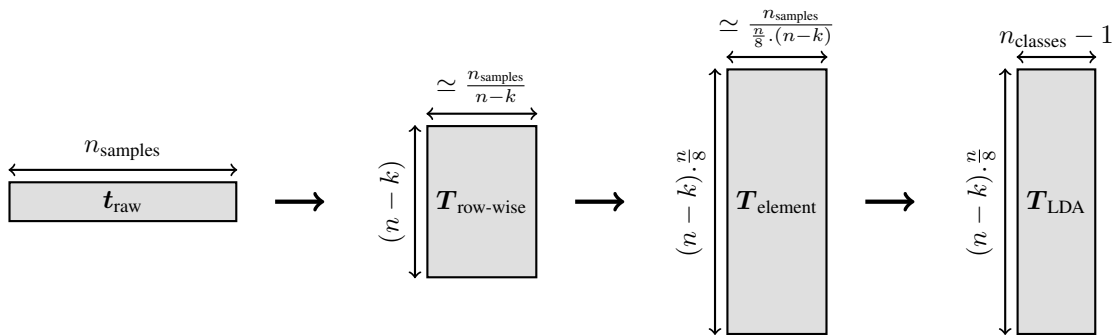 n_samples
t_raw
≃ n_samples / (n−k)
(n − k)
T_row-wise
≃ n_samples / (n/8 .(n−k))
(n − k). n/8
T_element
n_classes − 1
(n − k). n/8
T_LDA